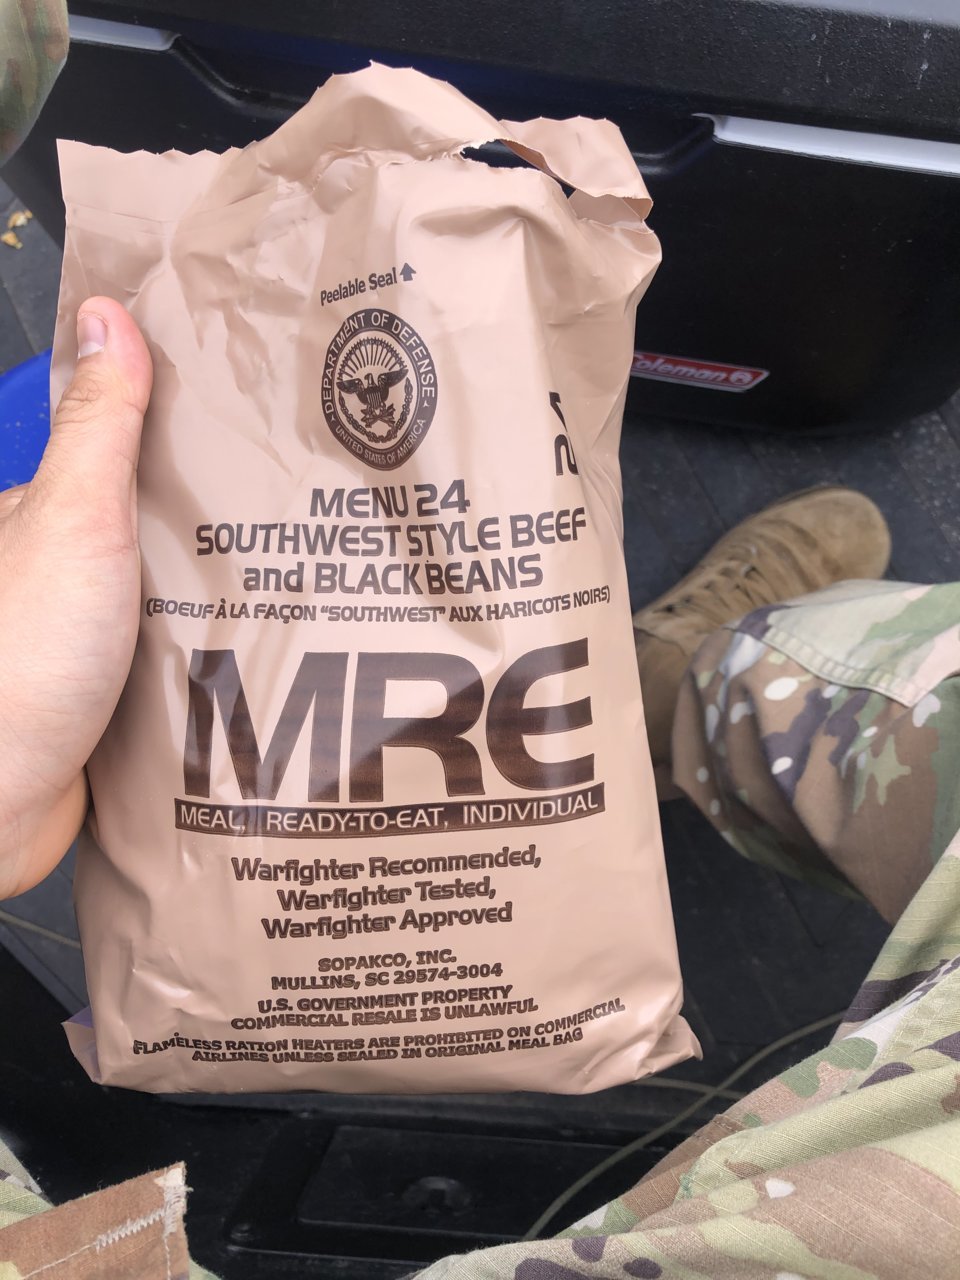 Peelable Seal
DEPARTMENT OF DEFENSE
UNITED STATES OF AMERICA
24
MENU 24
SOUTHWEST STYLE BEEF
and BLACK BEANS
(BOEUF À LA FAÇON "SOUTHWEST" AUX HARICOTS NOIRS)
MRE
MEAL, READY-TO-EAT, INDIVIDUAL
Warfighter Recommended,
Warfighter Tested,
Warfighter Approved
SOPAKCO, INC.
MULLINS, SC 29574-3004
U.S. GOVERNMENT PROPERTY
COMMERCIAL RESALE IS UNLAWFUL
FLAMELESS RATION HEATERS ARE PROHIBITED ON COMMERCIAL
AIRLINES UNLESS SEALED IN ORIGINAL MEAL BAG
Coleman